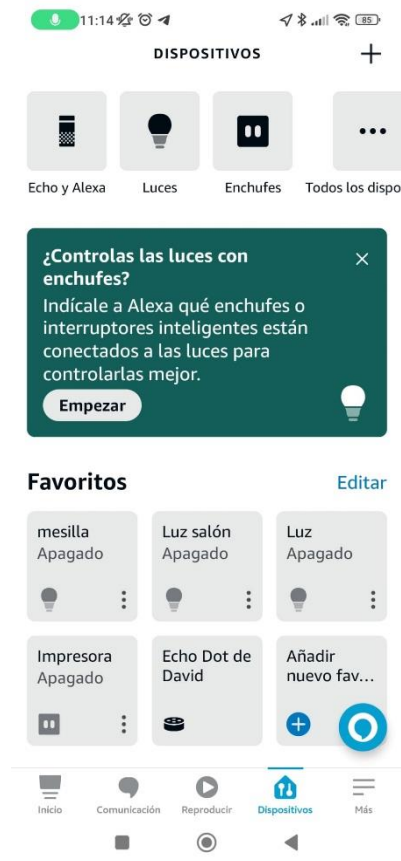 11:14
85
DISPOSITIVOS
Echo y Alexa
Luces
Enchufes
Todos los dispo
¿Controlas las luces con
enchufes?
Indícale a Alexa qué enchufes o
interruptores inteligentes están
conectados a las luces para
controlarlas mejor.
Empezar
Favoritos
Editar
mesilla
Apagado
Luz salón
Apagado
Luz
Apagado
Impresora
Apagado
Echo Dot de
David
Añadir
nuevo fav...
Inicio
Comunicación
Reproducir
Dispositivos
Más